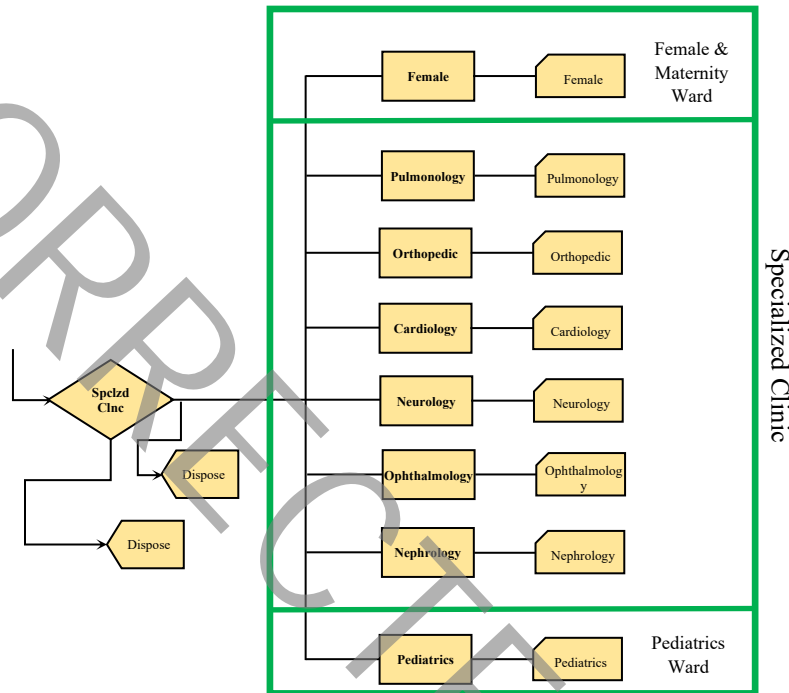 Female
Female
Female &
Maternity
Ward
Pulmonology
Pulmonology
Orthopedic
Orthopedic
Cardiology
Cardiology
Spclzd
Clnc
Neurology
Neurology
Dispose
Ophthalmology
Ophthalmolog
y
Dispose
Nephrology
Nephrology
Pediatrics
Pediatrics
Pediatrics
Ward
Specialized Clinic
ORRECTE